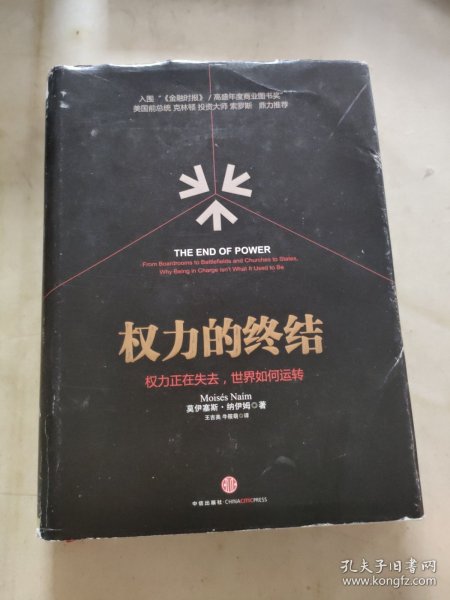 入围“《金融时报》/高盛年度商业图书奖”
美国前总统 克林顿 投资大师 索罗斯 鼎力推荐
THE END OF POWER
From Boardrooms to Battlefields and Churches to States,
Why Being in Charge Isn't What It Used to Be
权力的终结
权力正在失去，世界如何运转
Moisés Naím
莫伊塞斯·纳伊姆◎著
王吉美 牛筱萌◎译
中信出版社·CHINACITICPRESS
孔夫子旧书网
www.kongfz.com